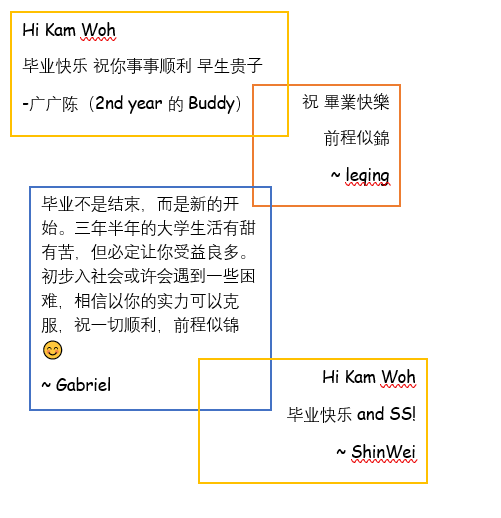 Hi Kam Woh
毕业快乐 祝你事事顺利 早生贵子
-广广陈（2nd year 的 Buddy）
祝 畢業快樂
前程似錦
~ leqing
毕业不是结束，而是新的开
始。三年半年的大学生活有甜
有苦，但必定让你受益良多。
初步入社会或许会遇到一些困
难，相信以你的实力可以克
服，祝一切顺利，前程似锦
😊
~ Gabriel
Hi Kam Woh
毕业快乐 and SS!
~ ShinWei